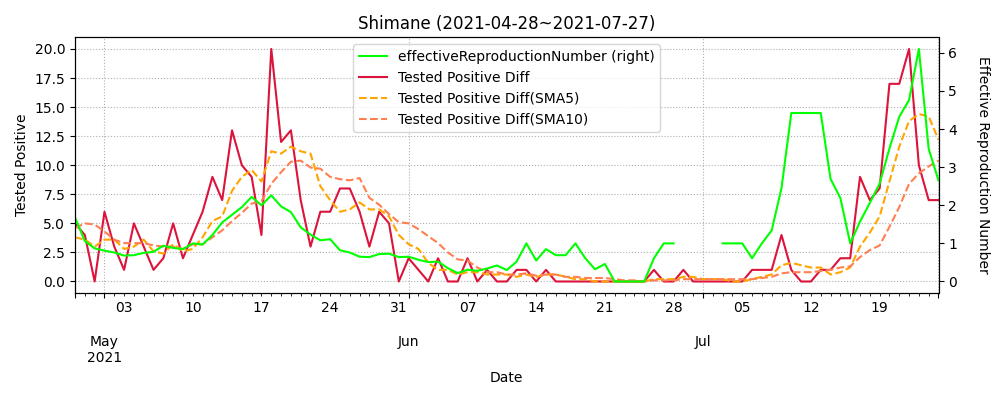 Shimane (2021-04-28~2021-07-27)
effectiveReproductionNumber (right)
Tested Positive Diff
Tested Positive Diff(SMA5)
Tested Positive Diff(SMA10)
Tested Positive
20.0
17.5
15.0
12.5
10.0
7.5
5.0
2.5
0.0
6
5
4
3
2
1
0
Effective Reproduction Number
03 10 17 24 31 07 14 21 28 05 12 19
May Jun Jul
2021
Date